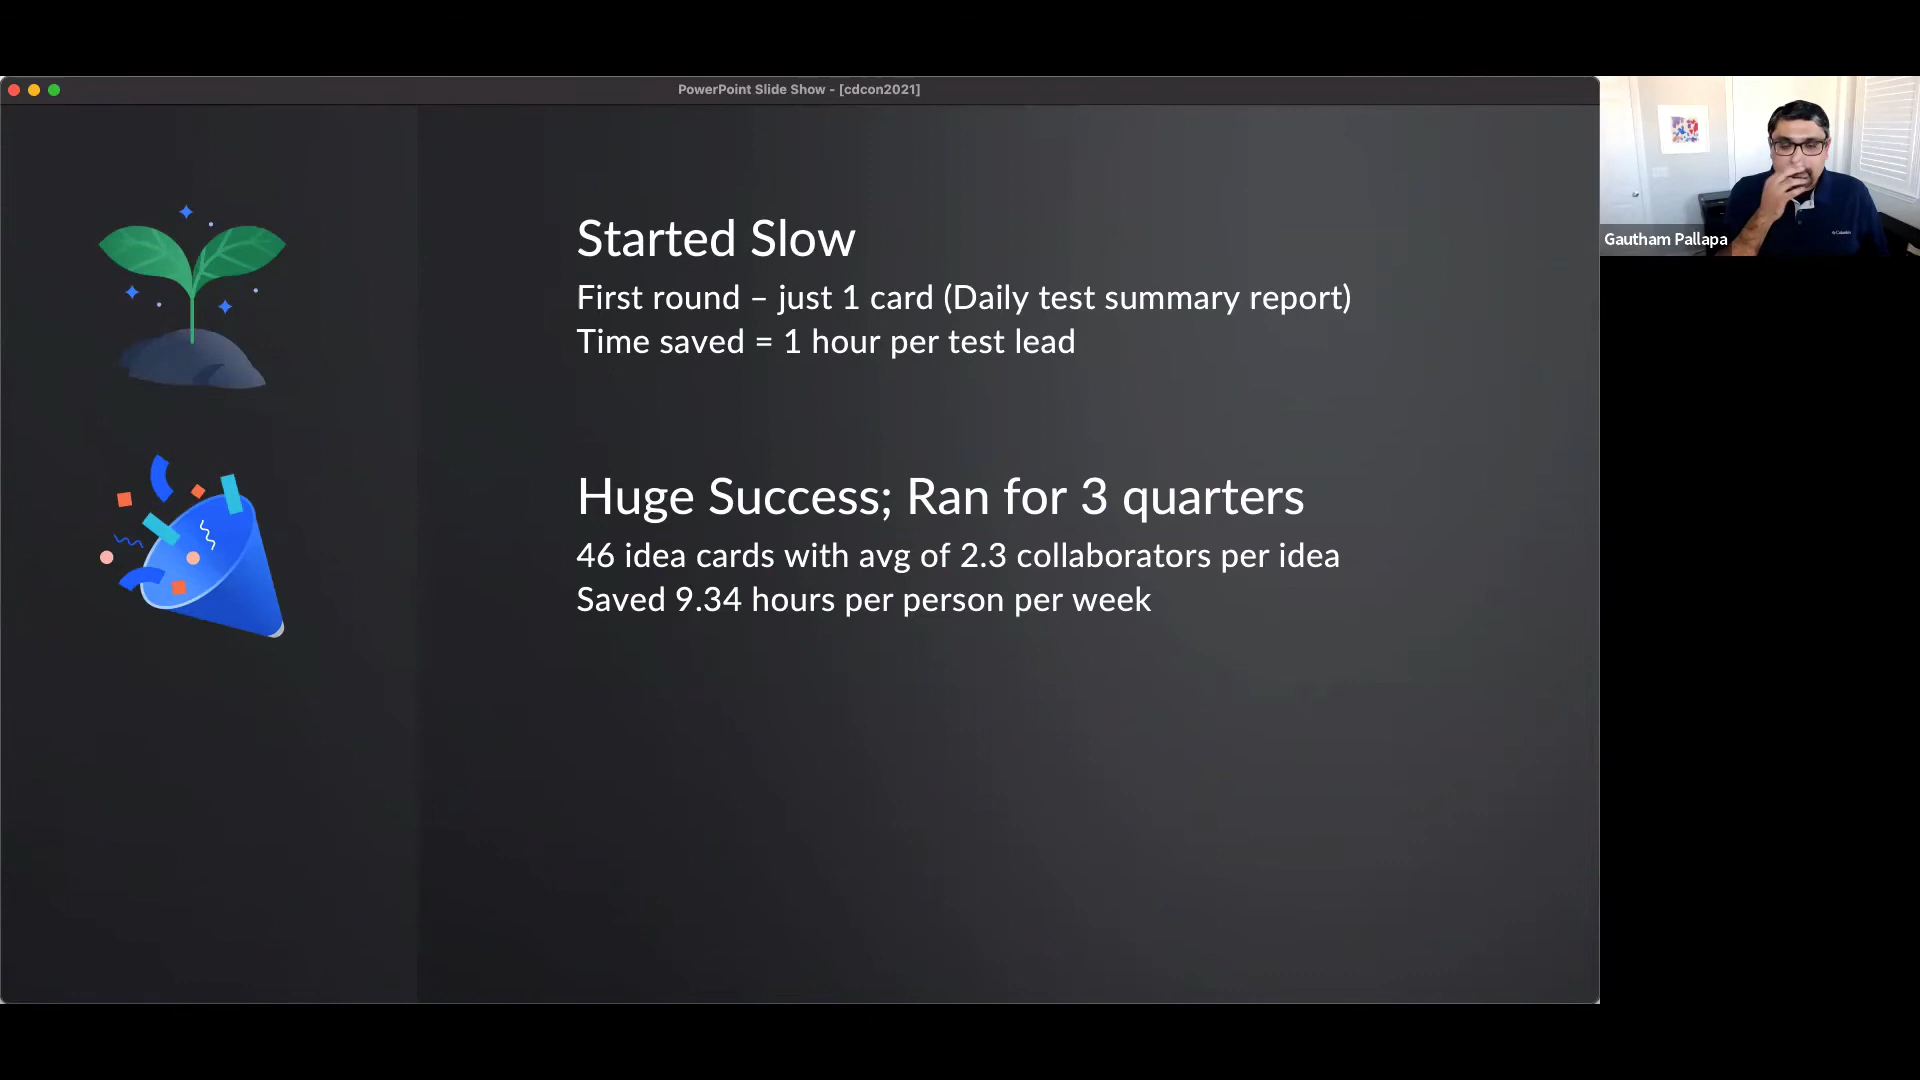 PowerPoint Slide Show - [cdcon2021]
Started Slow
First round – just 1 card (Daily test summary report)
Time saved = 1 hour per test lead
Huge Success; Ran for 3 quarters
46 idea cards with avg of 2.3 collaborators per idea
Saved 9.34 hours per person per week
Gautham Pallapa